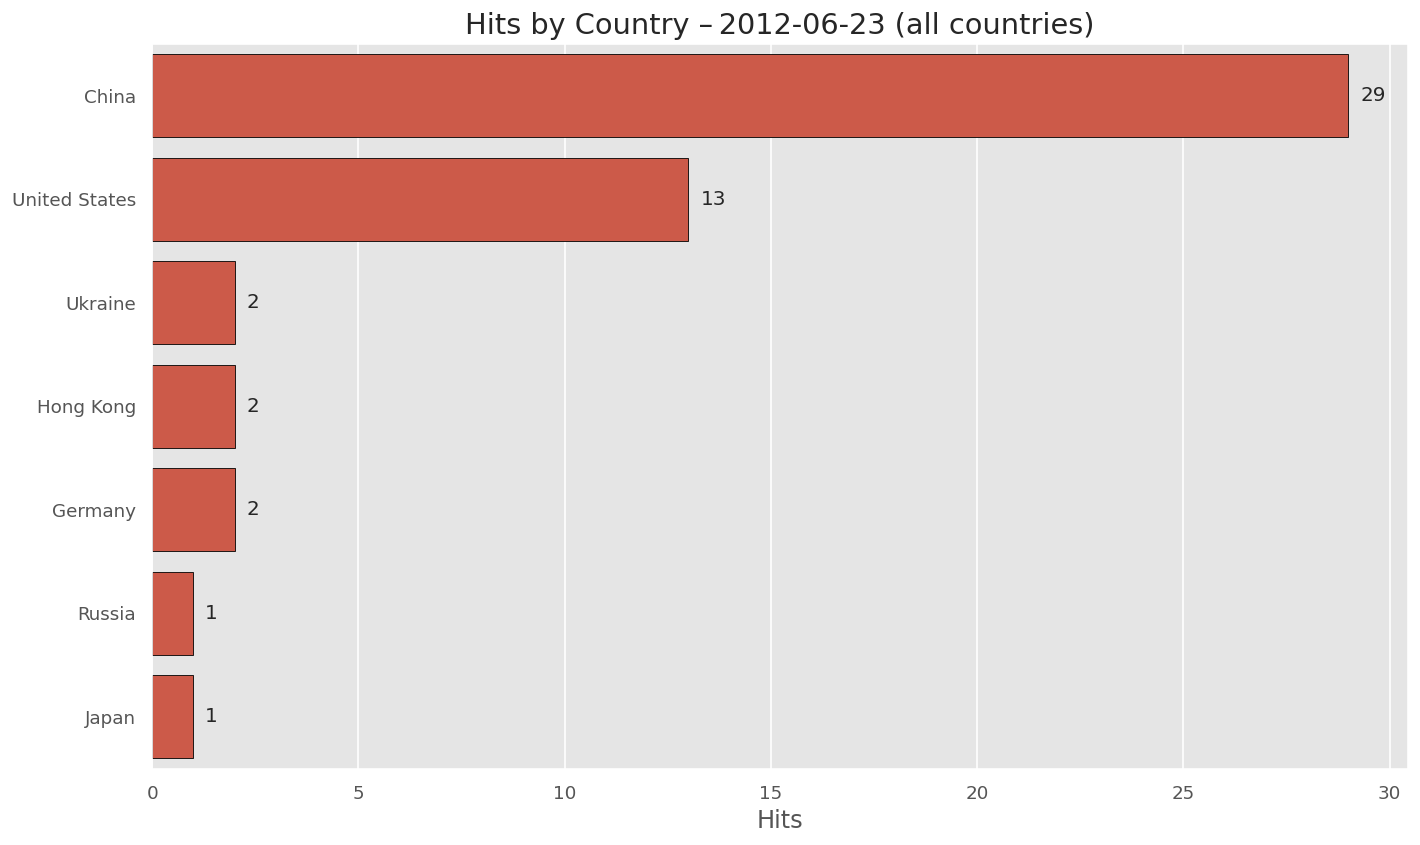 Hits by Country – 2012-06-23 (all countries)
China 29
United States 13
Ukraine 2
Hong Kong 2
Germany 2
Russia 1
Japan 1
0 5 10 15 20 25 30
Hits